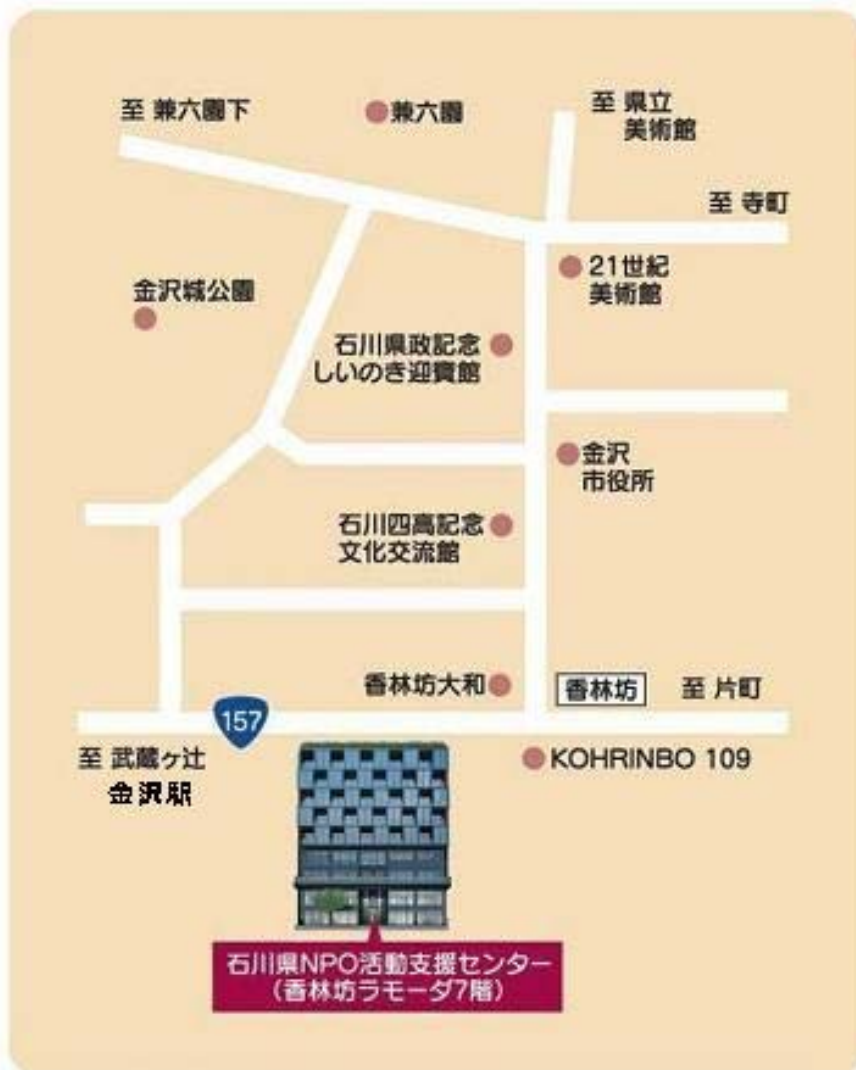 至 兼六園下
兼六園
至 県立
美術館
至 寺町
金沢城公園
21世紀
美術館
石川県政記念
しいのき迎賓館
金沢
市役所
石川四高記念
文化交流館
香林坊大和
香林坊
至 片町
157
至 武蔵ヶ辻
金沢駅
KOHRINBO 109
石川県NPO活動支援センター
(香林坊ラモーダ7階)